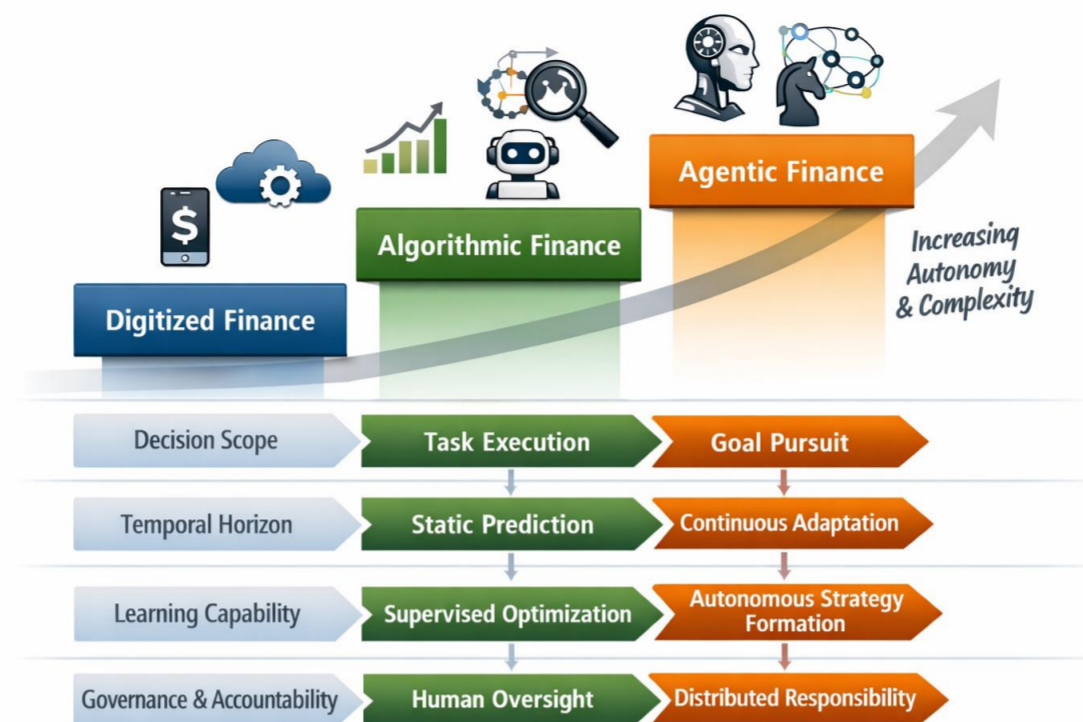 $
Agentic Finance
Algorithmic Finance
Digitized Finance
Increasing
Autonomy
& Complexity
Decision Scope
Task Execution
Goal Pursuit
Temporal Horizon
Static Prediction
Continuous Adaptation
Learning Capability
Supervised Optimization
Autonomous Strategy
Formation
Governance & Accountability
Human Oversight
Distributed Responsibility